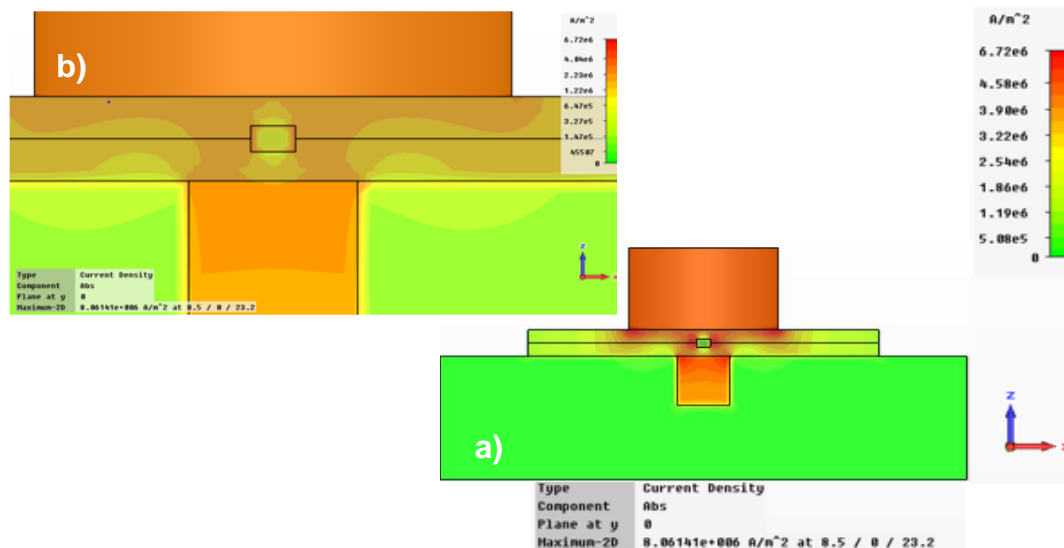 b)
A/m^2
6.72e6
4.04e6
2.23e6
1.22e6
6.47e5
3.27e5
1.47e5
45507
0
Type Current Density
Component Abs
Plane at y 0
Maximum-2D 8.06141e+006 A/m^2 at 8.5 / 0 / 23.2
z
A/m^2
6.72e6
4.58e6
3.90e6
3.22e6
2.54e6
1.86e6
1.19e6
5.08e5
0
a)
z
Type Current Density
Component Abs
Plane at y 0
Maximum-2D 8.06141e+006 A/m^2 at 8.5 / 0 / 23.2